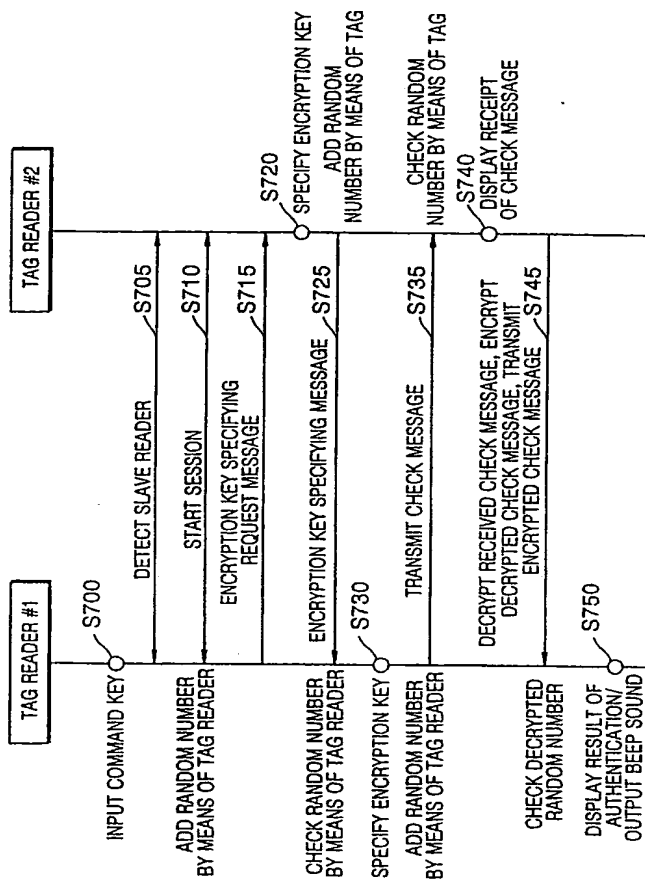 TAG READER #1
TAG READER #2
S700
INPUT COMMAND KEY
DETECT SLAVE READER
S705
ADD RANDOM NUMBER
BY MEANS OF TAG READER
START SESSION
S710
ENCRYPTION KEY SPECIFYING
REQUEST MESSAGE
S715
S720
SPECIFY ENCRYPTION KEY
ADD RANDOM
NUMBER BY MEANS OF TAG
CHECK RANDOM NUMBER
BY MEANS OF TAG READER
ENCRYPTION KEY SPECIFYING MESSAGE
S725
S730
SPECIFY ENCRYPTION KEY
ADD RANDOM NUMBER
BY MEANS OF TAG READER
TRANSMIT CHECK MESSAGE
S735
CHECK RANDOM
NUMBER BY MEANS OF TAG
S740
DISPLAY RECEIPT
OF CHECK MESSAGE
DECRYPT RECEIVED CHECK MESSAGE, ENCRYPT
DECRYPTED CHECK MESSAGE, TRANSMIT
ENCRYPTED CHECK MESSAGE
S745
CHECK DECRYPTED
RANDOM NUMBER
S750
DISPLAY RESULT OF
AUTHENTICATION/
OUTPUT BEEP SOUND